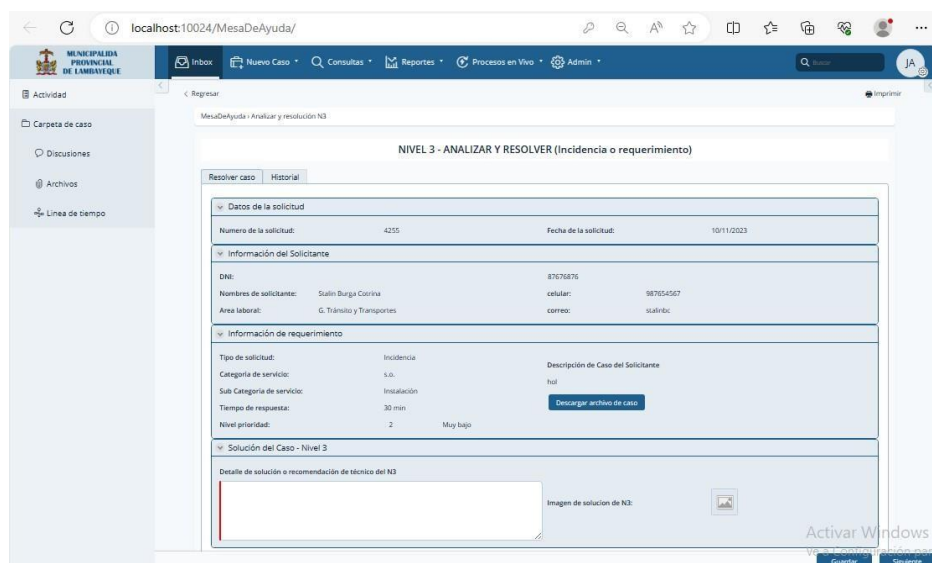 localhost:10024/MesaDeAyuda/
MUNICIPALIDA
PROVINCIAL
DE LAMBAYEQUE
Inbox Nuevo Caso Consultas Reportes Procesos en Vivo Admin Buscar JA
Actividad
Carpeta de caso
Discusiones
Archivos
Linea de tiempo
Regresar Imprimir
MesaDeAyuda › Analizar y resolución N3
NIVEL 3 - ANALIZAR Y RESOLVER (Incidencia o requerimiento)
Resolver caso Historial
Datos de la solicitud
Numero de la solicitud: 4255 Fecha de la solicitud: 10/11/2023
Información del Solicitante
DNI: 87676876
Nombres de solicitante: Stalin Burga Cotrina celular: 987654567
Area laboral: G. Tránsito y Transportes correo: stalinbc
Información de requerimiento
Tipo de solicitud: Incidencia
Categoria de servicio: s.o.
Sub Categoria de servicio: Instalación
Tiempo de respuesta: 30 min
Nivel prioridad: 2 Muy bajo
Descripción de Caso del Solicitante
hol
Descargar archivo de caso
Solución del Caso - Nivel 3
Detalle de solución o recomendación de técnico del N3
Imagen de solucion de N3:
Activar Windows
Ve a Configuración par
Guardar Siguiente